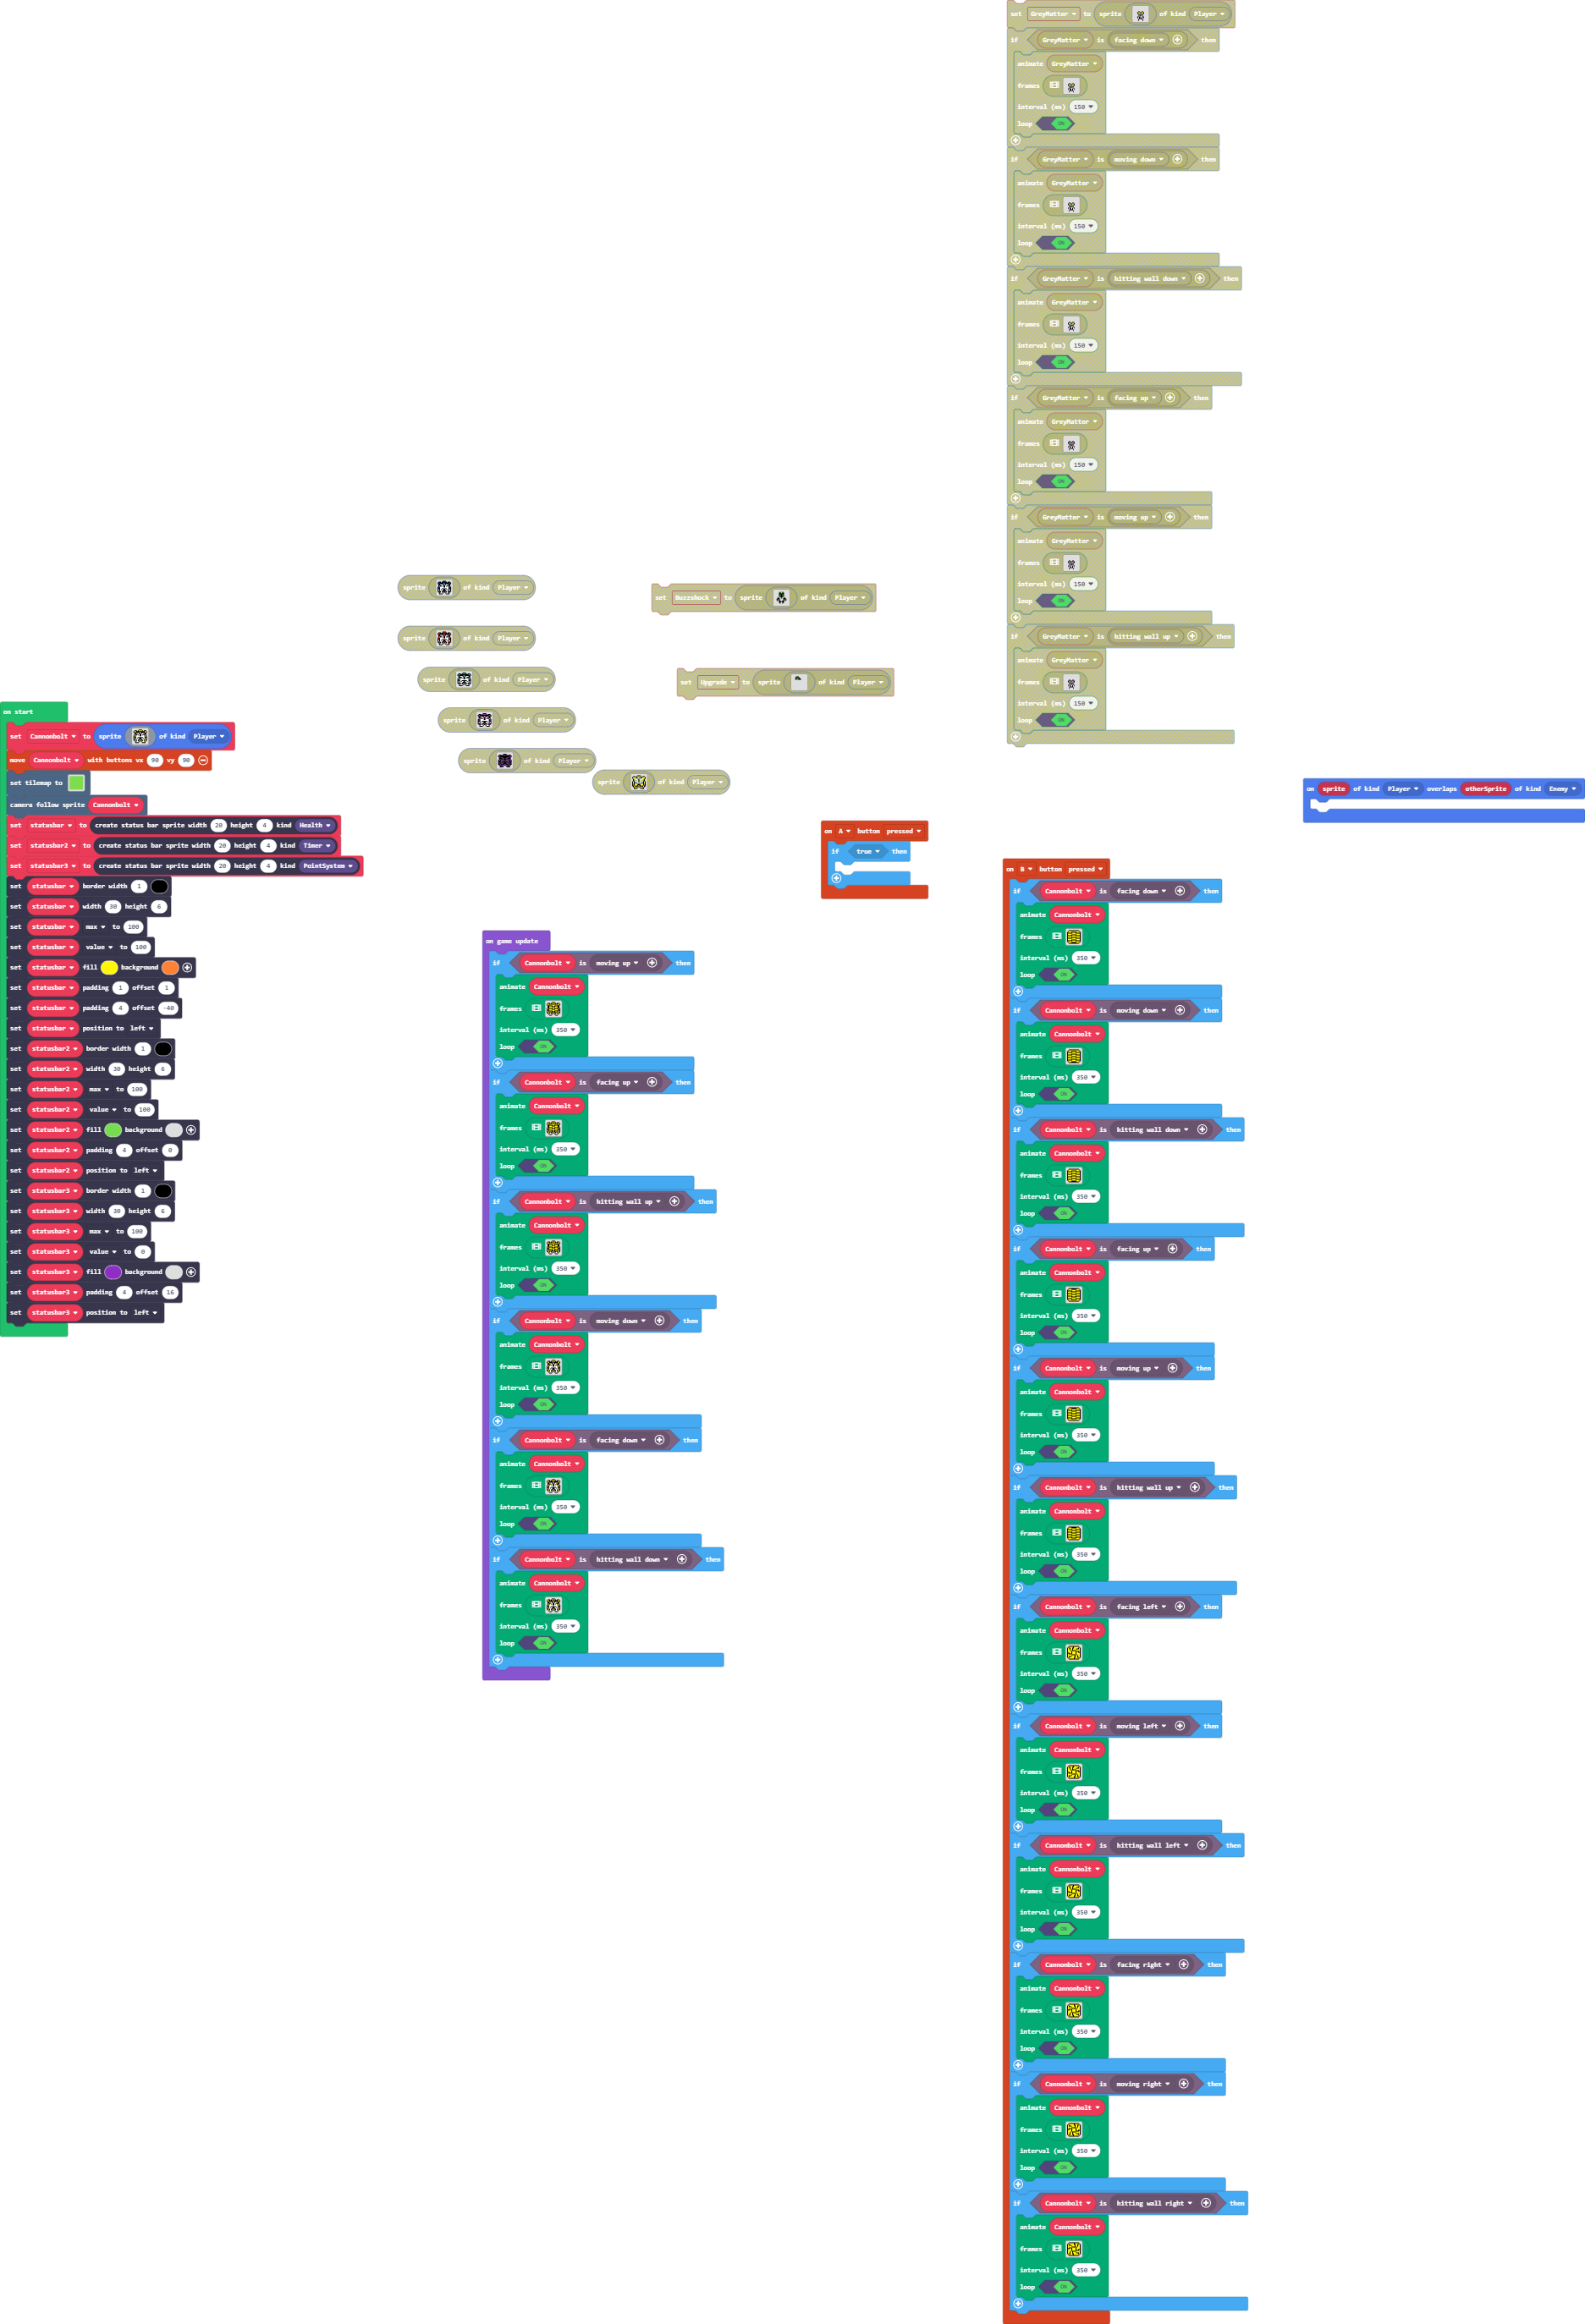 on start
set Cannonbolt to sprite of kind Player
move Cannonbolt with buttons vx 90 vy 90
set tilemap to
camera follow sprite Cannonbolt
set statusbar to create status bar sprite width 20 height 4 kind Health
set statusbar2 to create status bar sprite width 20 height 4 kind Timer
set statusbar3 to create status bar sprite width 20 height 4 kind PointSystem
set statusbar border width 1
set statusbar width 30 height 6
set statusbar max to 100
set statusbar value to 100
set statusbar fill background
set statusbar padding 1 offset 1
set statusbar padding 4 offset -40
set statusbar position to left
set statusbar2 border width 1
set statusbar2 width 30 height 6
set statusbar2 max to 100
set statusbar2 value to 100
set statusbar2 fill background
set statusbar2 padding 4 offset 0
set statusbar2 position to left
set statusbar3 border width 1
set statusbar3 width 30 height 6
set statusbar3 max to 100
set statusbar3 value to 0
set statusbar3 fill background
set statusbar3 padding 4 offset 16
set statusbar3 position to left
sprite of kind Player
sprite of kind Player
sprite of kind Player
sprite of kind Player
sprite of kind Player
sprite of kind Player
set Buzzshock to sprite of kind Player
set Upgrade to sprite of kind Player
on game update
if Cannonbolt is moving up then
animate Cannonbolt
frames
interval (ms) 350
loop ON
if Cannonbolt is facing up then
animate Cannonbolt
frames
interval (ms) 350
loop ON
if Cannonbolt is hitting wall up then
animate Cannonbolt
frames
interval (ms) 350
loop ON
if Cannonbolt is moving down then
animate Cannonbolt
frames
interval (ms) 350
loop ON
if Cannonbolt is facing down then
animate Cannonbolt
frames
interval (ms) 350
loop ON
if Cannonbolt is hitting wall down then
animate Cannonbolt
frames
interval (ms) 350
loop ON
on A button pressed
if true then
set GreyMatter to sprite of kind Player
if GreyMatter is facing down then
animate GreyMatter
frames
interval (ms) 150
loop ON
if GreyMatter is moving down then
animate GreyMatter
frames
interval (ms) 150
loop ON
if GreyMatter is hitting wall down then
animate GreyMatter
frames
interval (ms) 150
loop ON
if GreyMatter is facing up then
animate GreyMatter
frames
interval (ms) 150
loop ON
if GreyMatter is moving up then
animate GreyMatter
frames
interval (ms) 150
loop ON
if GreyMatter is hitting wall up then
animate GreyMatter
frames
interval (ms) 150
loop ON
on B button pressed
if Cannonbolt is facing down then
animate Cannonbolt
frames
interval (ms) 350
loop ON
if Cannonbolt is moving down then
animate Cannonbolt
frames
interval (ms) 350
loop ON
if Cannonbolt is hitting wall down then
animate Cannonbolt
frames
interval (ms) 350
loop ON
if Cannonbolt is facing up then
animate Cannonbolt
frames
interval (ms) 350
loop ON
if Cannonbolt is moving up then
animate Cannonbolt
frames
interval (ms) 350
loop ON
if Cannonbolt is hitting wall up then
animate Cannonbolt
frames
interval (ms) 350
loop ON
if Cannonbolt is facing left then
animate Cannonbolt
frames
interval (ms) 350
loop ON
if Cannonbolt is moving left then
animate Cannonbolt
frames
interval (ms) 350
loop ON
if Cannonbolt is hitting wall left then
animate Cannonbolt
frames
interval (ms) 350
loop ON
if Cannonbolt is facing right then
animate Cannonbolt
frames
interval (ms) 350
loop ON
if Cannonbolt is moving right then
animate Cannonbolt
frames
interval (ms) 350
loop ON
if Cannonbolt is hitting wall right then
animate Cannonbolt
frames
interval (ms) 350
loop ON
on sprite of kind Player overlaps otherSprite of kind Enemy